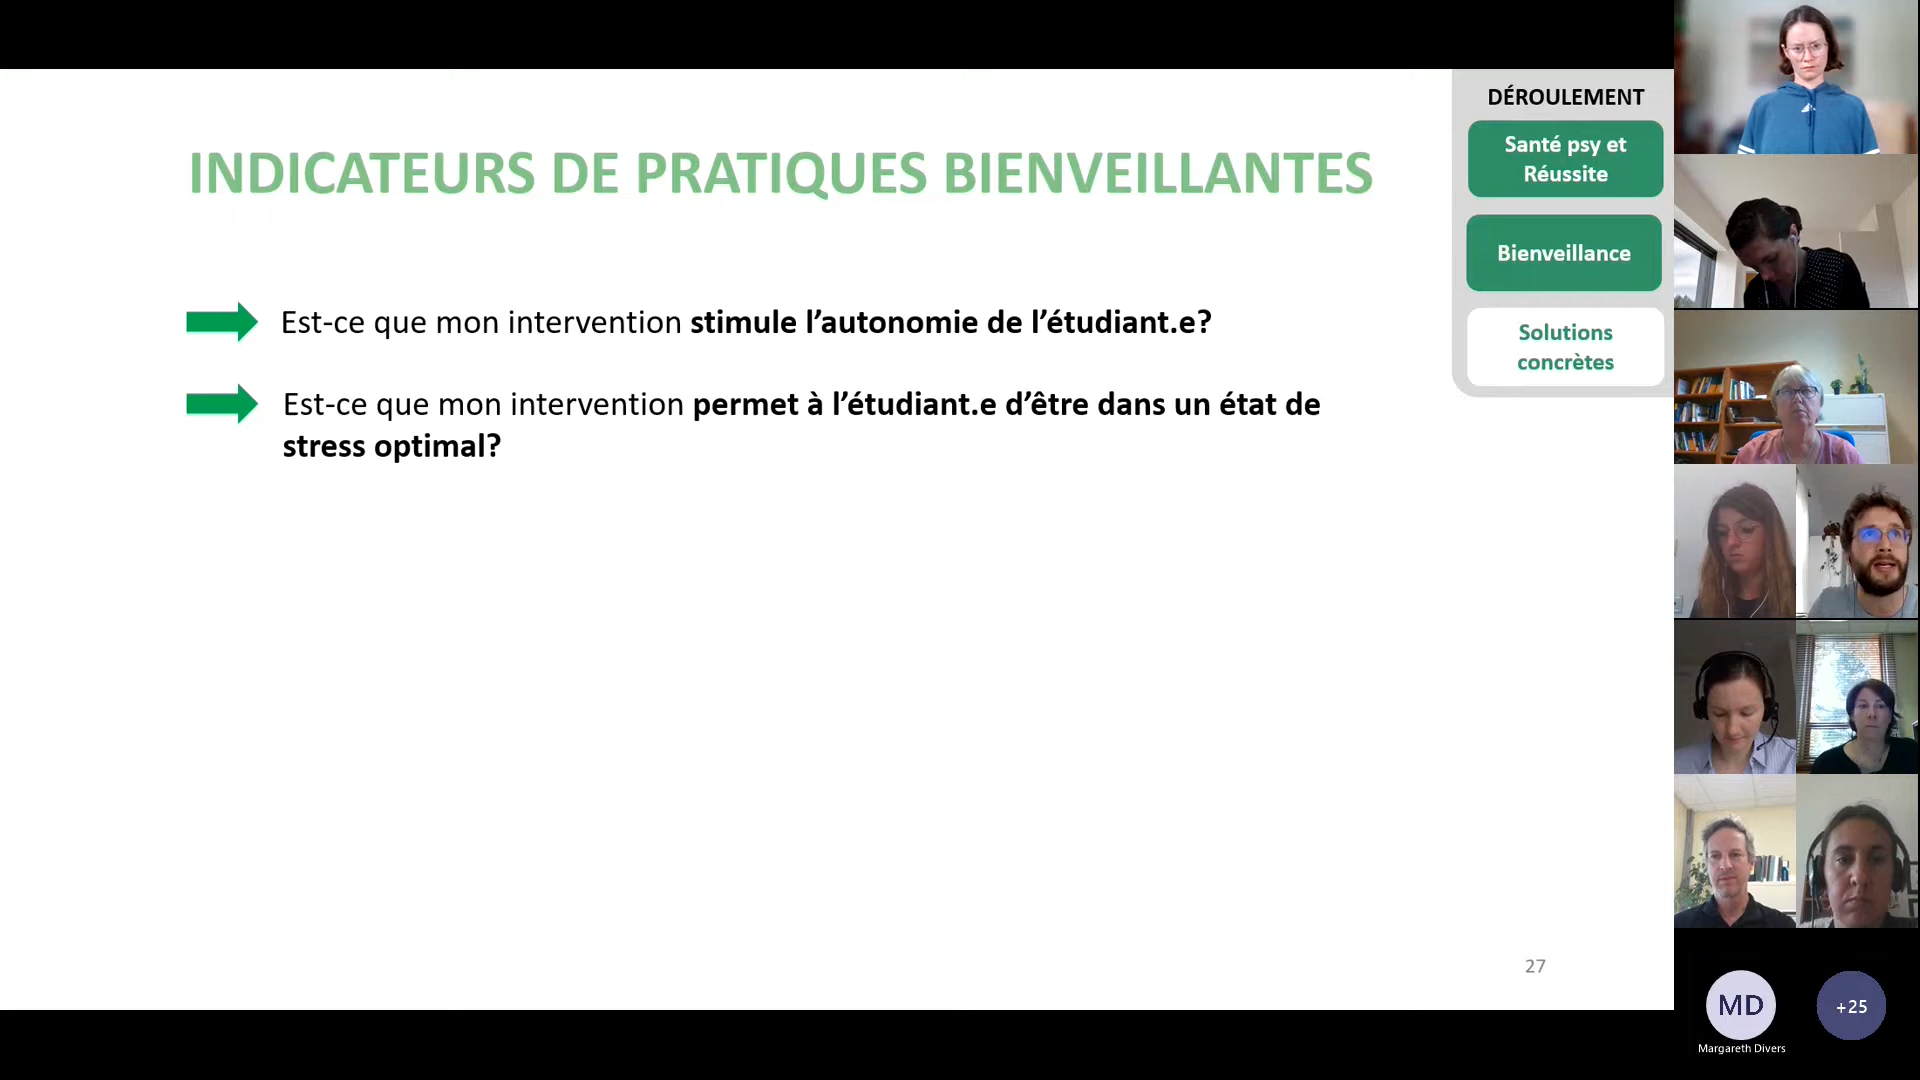 INDICATEURS DE PRATIQUES BIENVEILLANTES
Est-ce que mon intervention stimule l’autonomie de l’étudiant.e?
Est-ce que mon intervention permet à l’étudiant.e d’être dans un état de
stress optimal?
27
DÉROULEMENT
Santé psy et
Réussite
Bienveillance
Solutions
concrètes
MD
Margareth Divers
+25